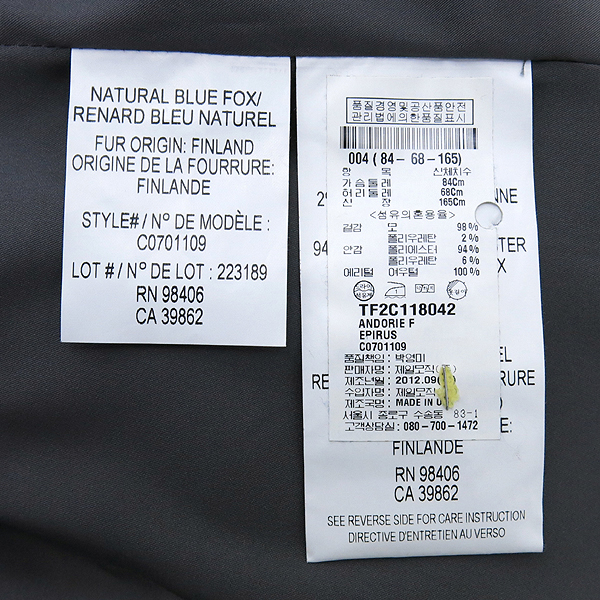 NATURAL BLUE FOX/
RENARD BLEU NATUREL
FUR ORIGIN: FINLAND
ORIGINE DE LA FOURRURE:
FINLANDE
STYLE# / Nº DE MODÈLE :
C0701109
LOT # / Nº DE LOT : 223189
RN 98406
CA 39862
품질경영및공산품안전
관리법에의한품질표시
004 ( 84- 68-165)
항 목 신체치수
가슴둘레 84Cm
허리둘레 68Cm
신 장 165Cm
<섬유의혼용율>
겉감 모 98%
폴리우레탄 2%
안감 폴리에스터 94%
폴리우레탄 6%
에리털 여우털 100%
TF2C118042
ANDORIE F
EPIRUS
C0701109
품질책임 : 박영미
판매자명 : 제일모직
제조년월 : 2012.09
수입자명 : 제일모직
제조국명 : MADE IN
서울시 종로구 수송동 83-1
고객상담실 : 080-700-1472
FINLANDE
RN 98406
CA 39862
SEE REVERSE SIDE FOR CARE INSTRUCTION
DIRECTIVE D'ENTRETIEN AU VERSO